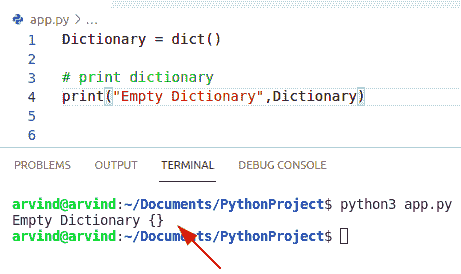 app.py > ...
1 Dictionary = dict()
2
3 # print dictionary
4 print("Empty Dictionary",Dictionary)
5
6
PROBLEMS OUTPUT TERMINAL DEBUG CONSOLE
arvind@arvind:~/Documents/PythonProject$ python3 app.py
Empty Dictionary {}
arvind@arvind:~/Documents/PythonProject$